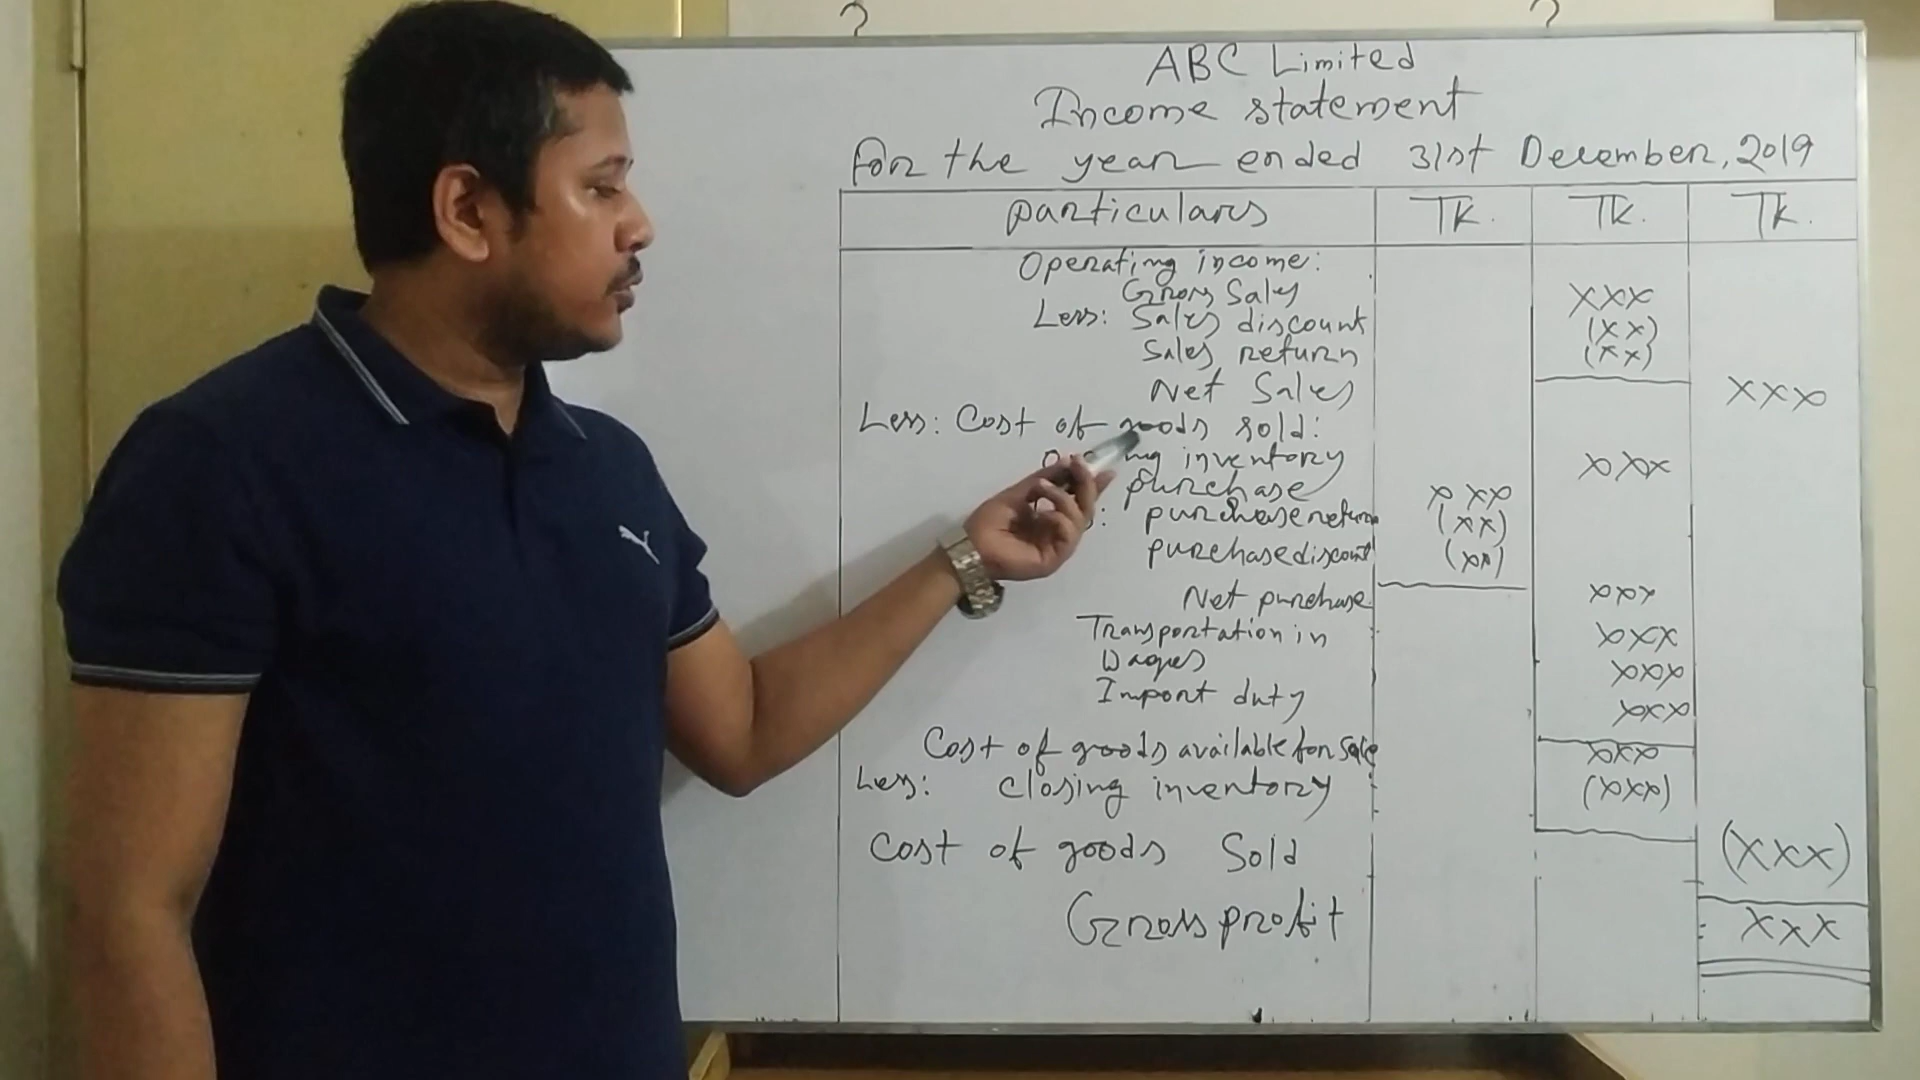 ABC Limited
Income statement
For the year ended 31st December, 2019
particulars TK. TK. TK.
Operating income:
Gross Sales XXX
Less: Sales discount (XX)
Sales return (XX)
Net Sales XXX
Less: Cost of goods sold:
inventory XXX
purchase XXX
: purchase return (XX)
purchase discount (XX)
Net purchase XXX
Transportation in XXX
Wages XXX
Import duty XXX
Cost of goods available for sale XXX
Less: closing inventory (XXX)
Cost of goods Sold (XXX)
Gross profit XXX